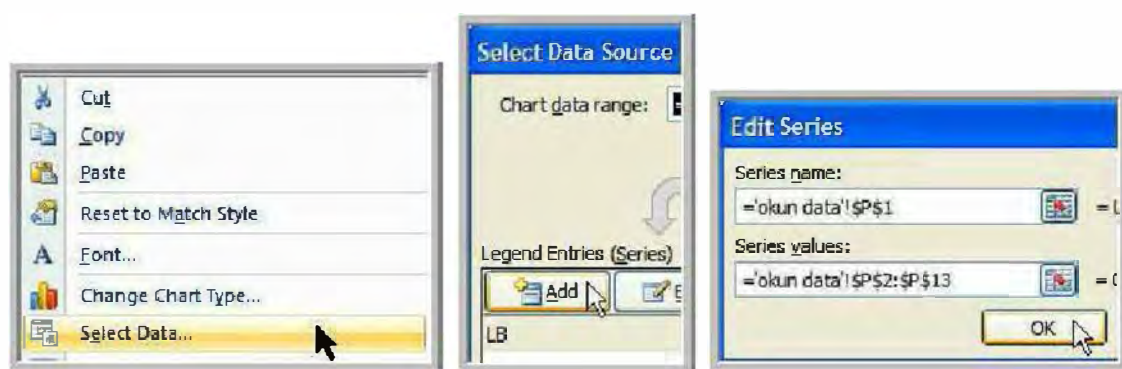 Cut
Copy
Paste
Reset to Match Style
Font...
Change Chart Type...
Select Data...
Select Data Source
Chart data range:
Legend Entries (Series)
Add
LB
Edit Series
Series name:
='okun data'!$P$1
Series values:
='okun data'!$P$2:$P$13
OK